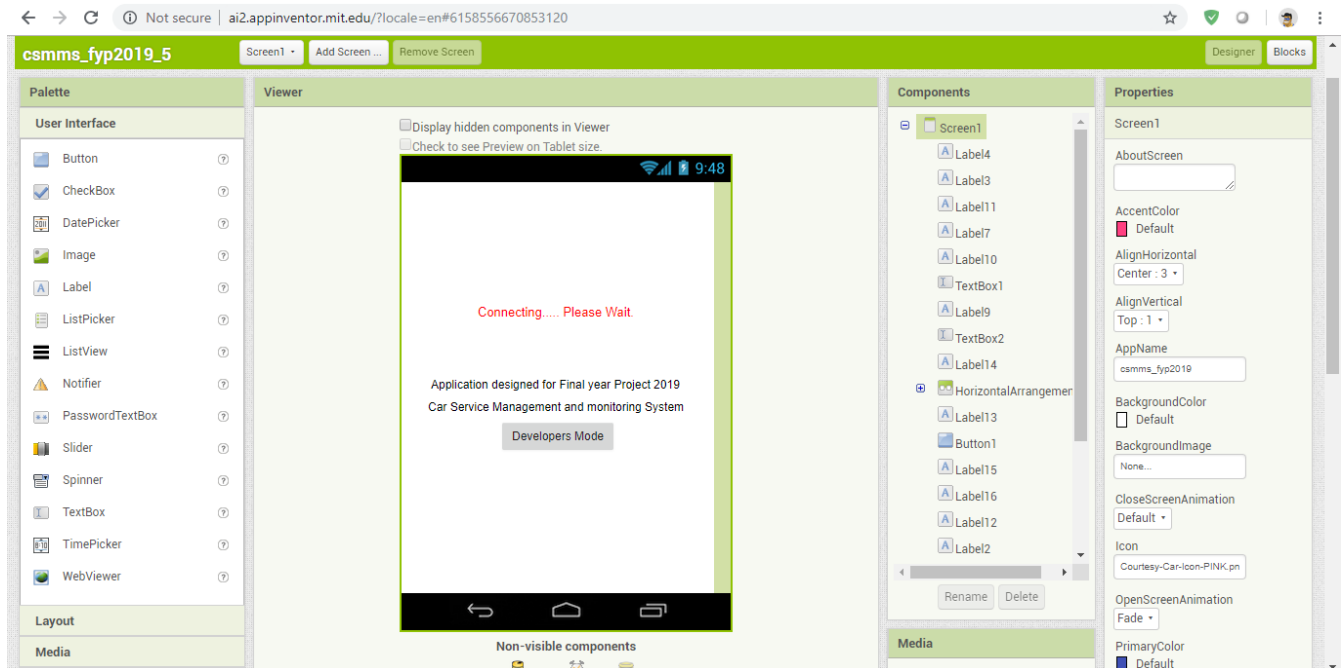 Not secure | ai2.appinventor.mit.edu/?locale=en#6158556670853120
csmms_fyp2019_5
Screen1
Add Screen ...
Remove Screen
Designer
Blocks
Palette
User Interface
Button
CheckBox
DatePicker
Image
Label
ListPicker
ListView
Notifier
PasswordTextBox
Slider
Spinner
TextBox
TimePicker
WebViewer
Layout
Media
Viewer
Display hidden components in Viewer
Check to see Preview on Tablet size.
9:48
Connecting..... Please Wait.
Application designed for Final year Project 2019
Car Service Management and monitoring System
Developers Mode
Non-visible components
Components
Screen1
Label4
Label3
Label11
Label7
Label10
TextBox1
Label9
TextBox2
Label14
HorizontalArrangemer
Label13
Button1
Label15
Label16
Label12
Label2
Rename
Delete
Media
Properties
Screen1
AboutScreen
AccentColor
Default
AlignHorizontal
Center : 3
AlignVertical
Top : 1
AppName
csmms_fyp2019
BackgroundColor
Default
BackgroundImage
None...
CloseScreenAnimation
Default
Icon
Courtesy-Car-Icon-PINK.pn
OpenScreenAnimation
Fade
PrimaryColor
Default